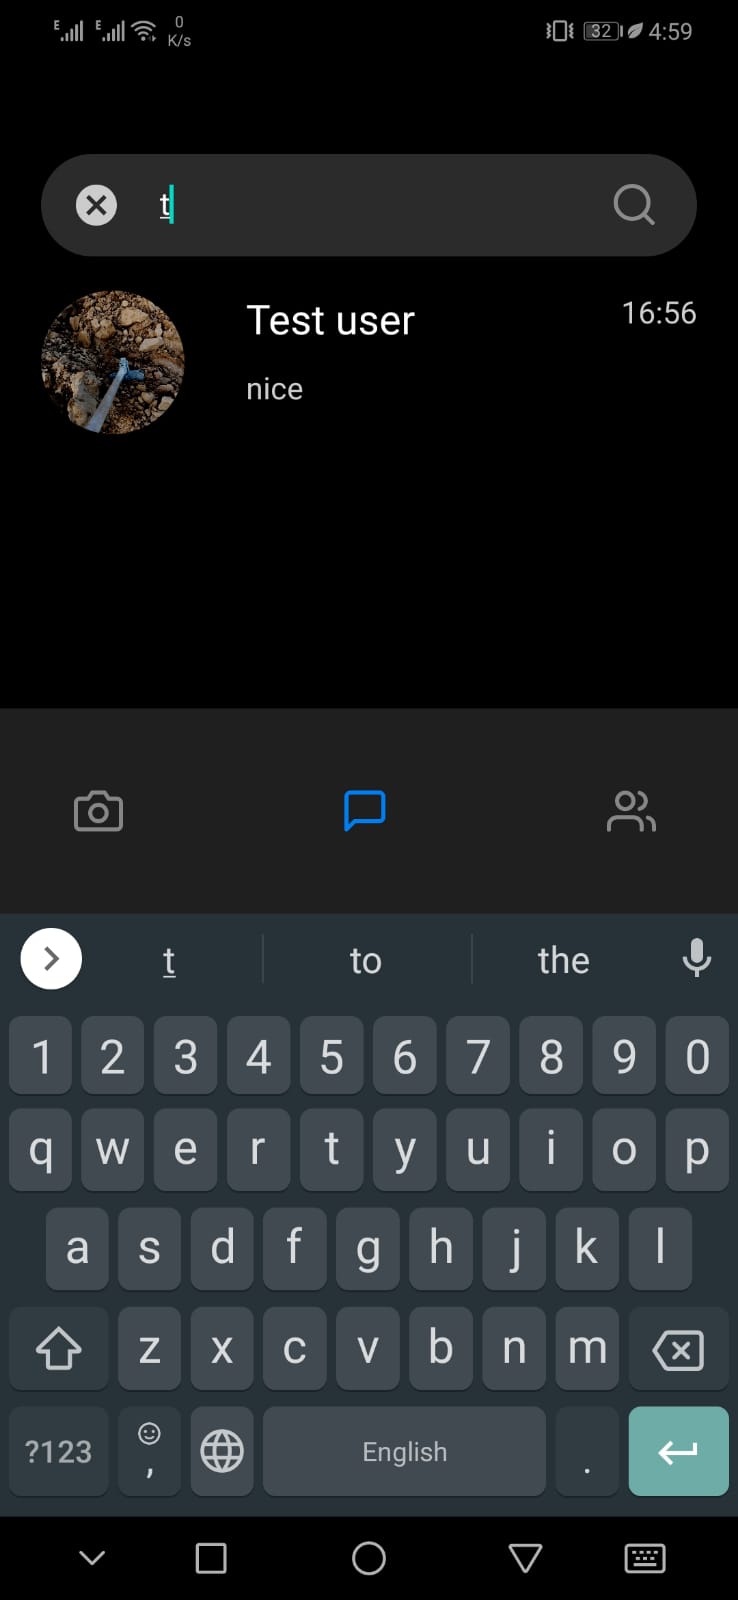 E E 0 K/s 32 4:59
t
Test user 16:56
nice
t to the
1 2 3 4 5 6 7 8 9 0
q w e r t y u i o p
a s d f g h j k l
z x c v b n m
?123 , English .